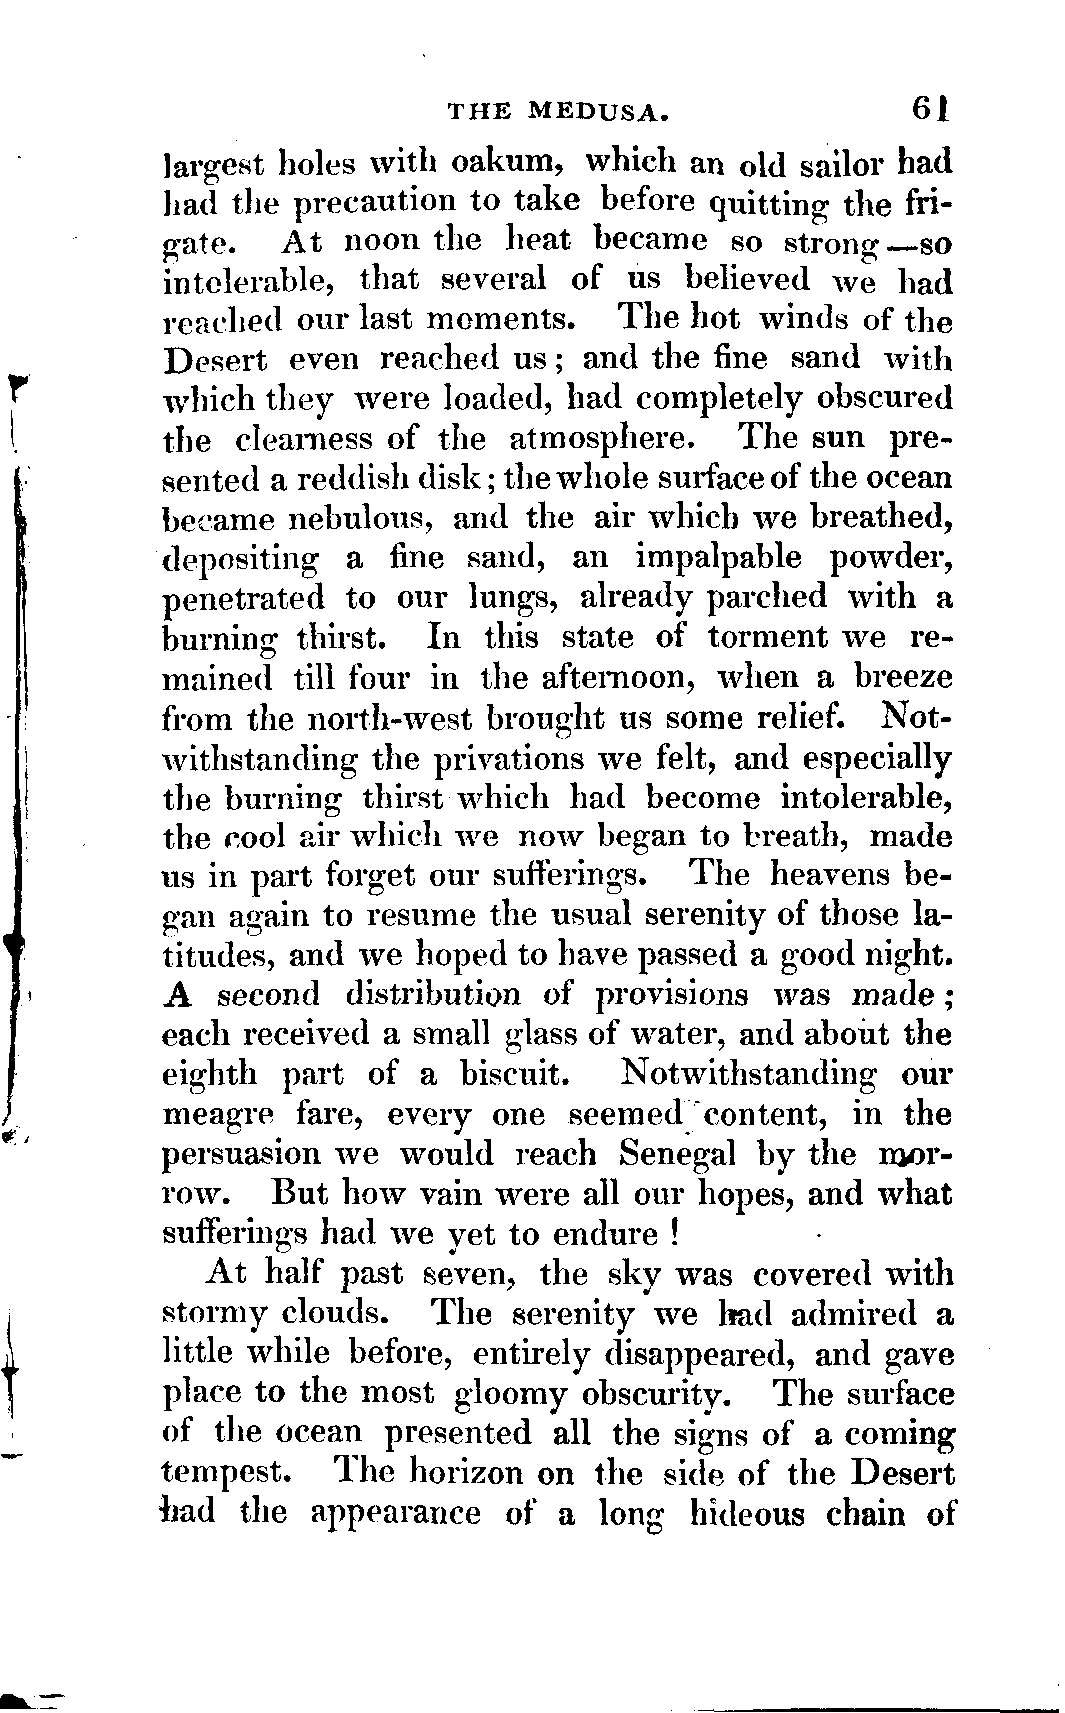 THE MEDUSA. 61
largest holes with oakum, which an old sailor had
had the precaution to take before quitting the fri-
gate. At noon the heat became so strong—so
intolerable, that several of us believed we had
reached our last moments. The hot winds of the
Desert even reached us; and the fine sand with
which they were loaded, had completely obscured
the clearness of the atmosphere. The sun pre-
sented a reddish disk; the whole surface of the ocean
became nebulous, and the air which we breathed,
depositing a fine sand, an impalpable powder,
penetrated to our lungs, already parched with a
burning thirst. In this state of torment we re-
mained till four in the afternoon, when a breeze
from the north-west brought us some relief. Not-
withstanding the privations we felt, and especially
the burning thirst which had become intolerable,
the cool air which we now began to breath, made
us in part forget our sufferings. The heavens be-
gan again to resume the usual serenity of those la-
titudes, and we hoped to have passed a good night.
A second distribution of provisions was made;
each received a small glass of water, and about the
eighth part of a biscuit. Notwithstanding our
meagre fare, every one seemed content, in the
persuasion we would reach Senegal by the mor-
row. But how vain were all our hopes, and what
sufferings had we yet to endure!
At half past seven, the sky was covered with
stormy clouds. The serenity we had admired a
little while before, entirely disappeared, and gave
place to the most gloomy obscurity. The surface
of the ocean presented all the signs of a coming
tempest. The horizon on the side of the Desert
had the appearance of a long hideous chain of